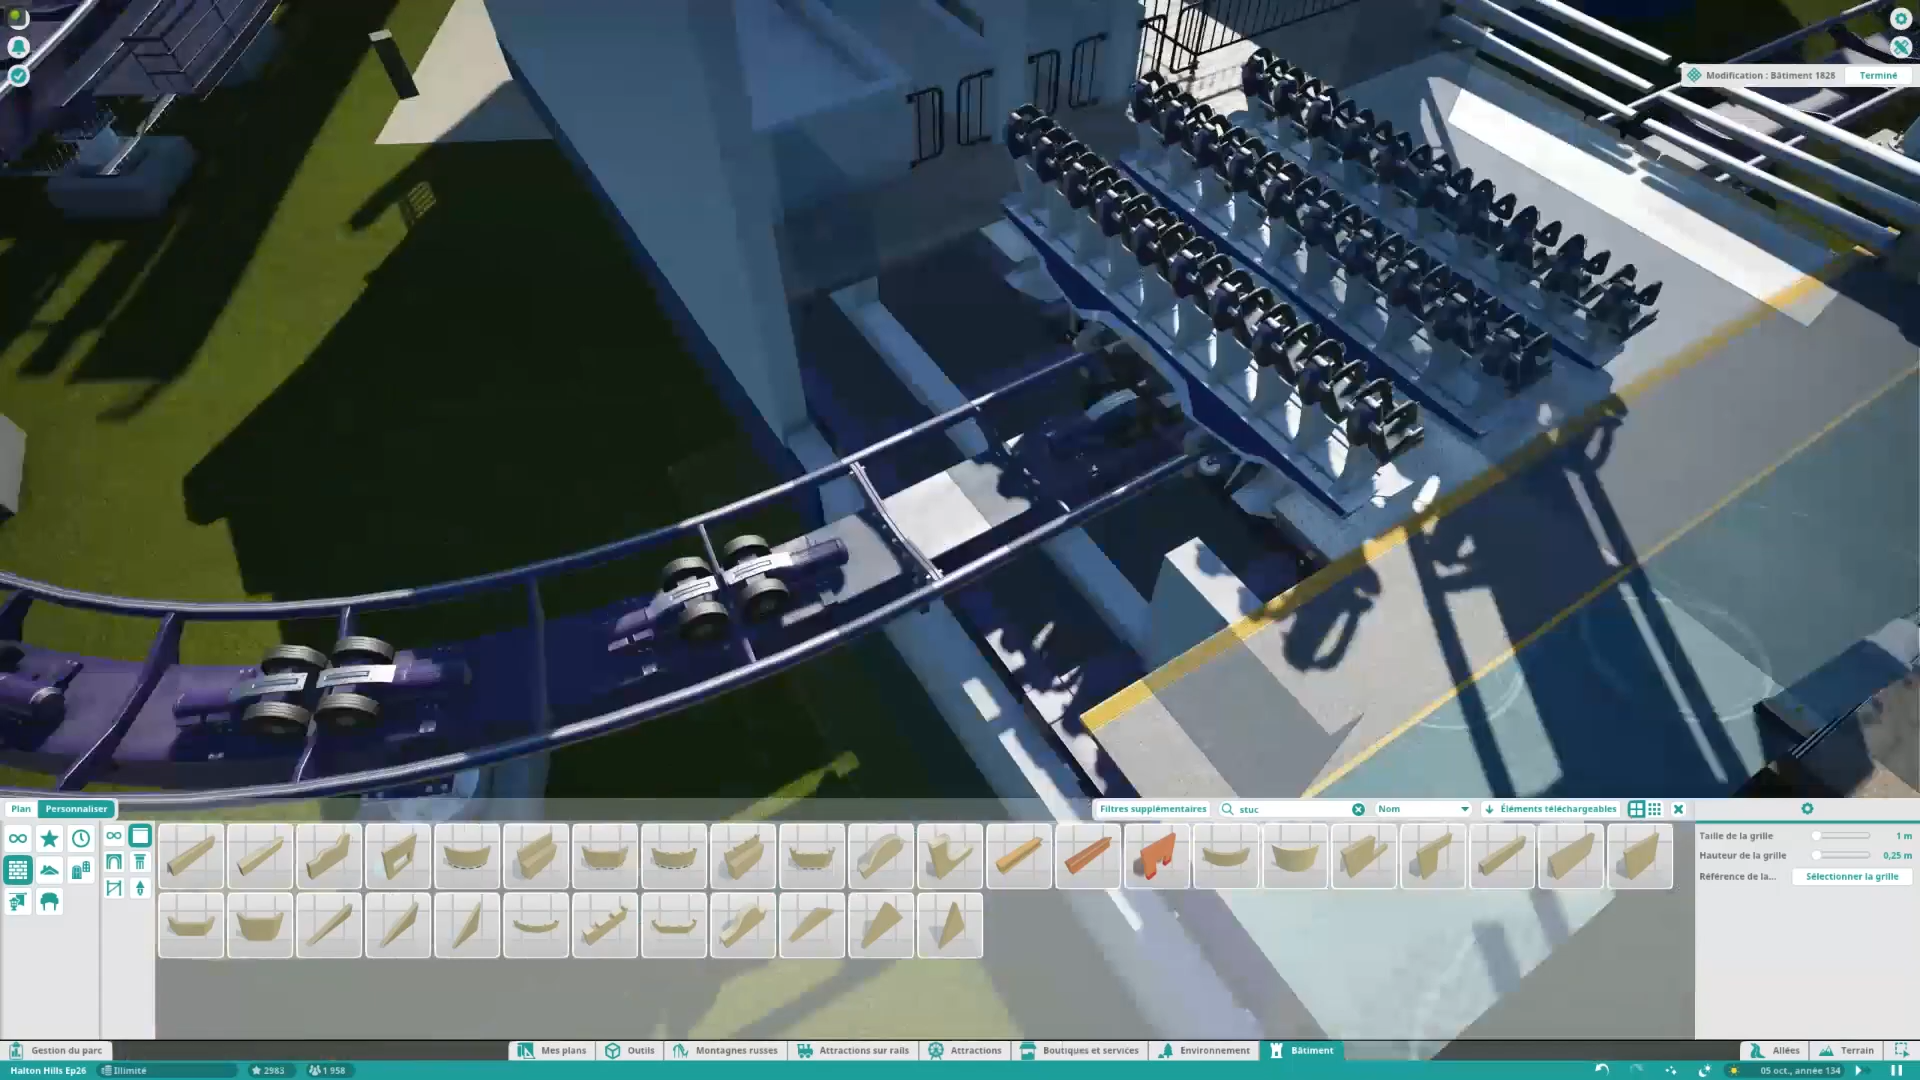 Modification : Bâtiment 1828 Terminé
Plan Personnaliser Filtres supplémentaires stuc Nom Éléments téléchargeables
Taille de la grille 1 m
Hauteur de la grille 0,25 m
Référence de la... Sélectionner la grille
Gestion du parc Mes plans Outils Montagnes russes Attractions sur rails Attractions Boutiques et services Environnement Bâtiment Allées Terrain
Halton Hills Ep26 Illimité 2983 1 958 05 oct., année 134